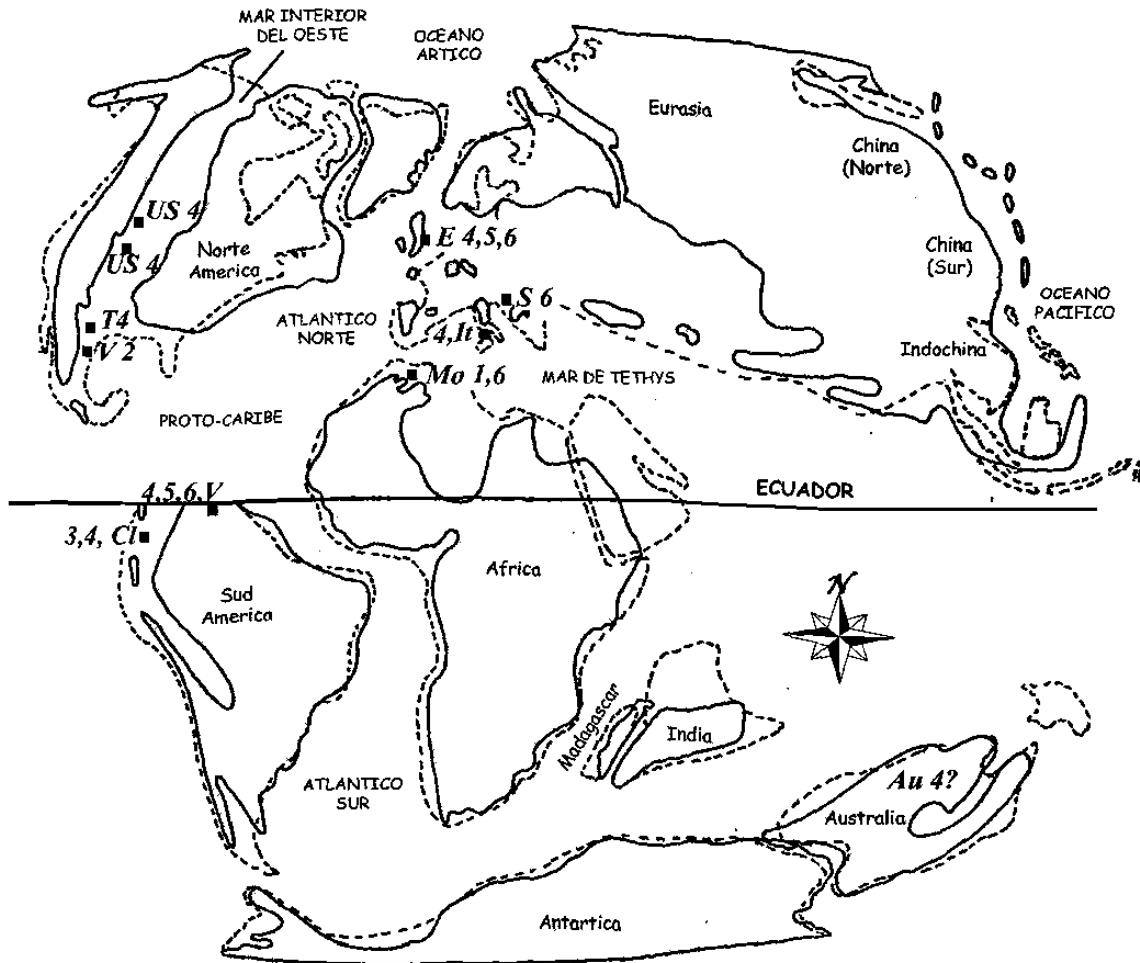 MAR INTERIOR
DEL OESTE
OCEANO
ARTICO
Eurasia
China
(Norte)
US 4
US 4
Norte
America
E 4,5,6
China
(Sur)
S 6
OCEANO
PACIFICO
ATLANTICO
NORTE
T4
V 2
4,It
Indochina
Mo 1,6
MAR DE TETHYS
PROTO-CARIBE
4,5,6,V
ECUADOR
3,4, Cl
Africa
Sud
America
N
Madagascar
India
ATLANTICO
SUR
Au 4?
Australia
Antartica